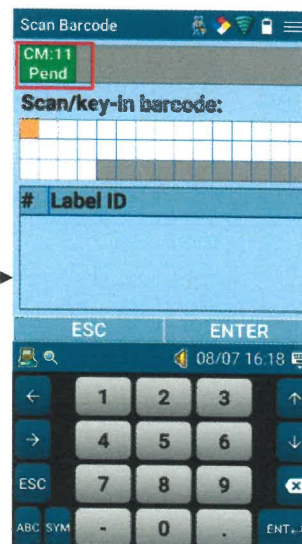 Scan Barcode
CM:11
Pend
Scan/key-in barcode:
# Label ID
ESC ENTER
08/07 16:18
1 2 3
4 5 6
ESC 7 8 9
ABC SYM - 0 . ENT